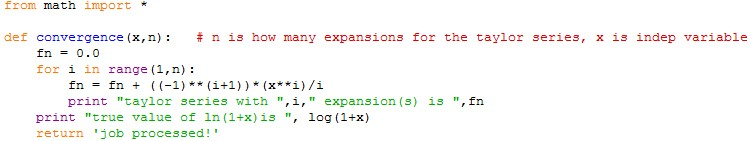 from math import *
def convergence(x,n):   # n is how many expansions for the taylor series, x is indep variable
    fn = 0.0
    for i in range(1,n):
        fn = fn + ((-1)**(i+1))*(x**i)/i
        print "taylor series with ",i," expansion(s) is ",fn
    print "true value of ln(1+x)is ", log(1+x)
    return 'job processed!'